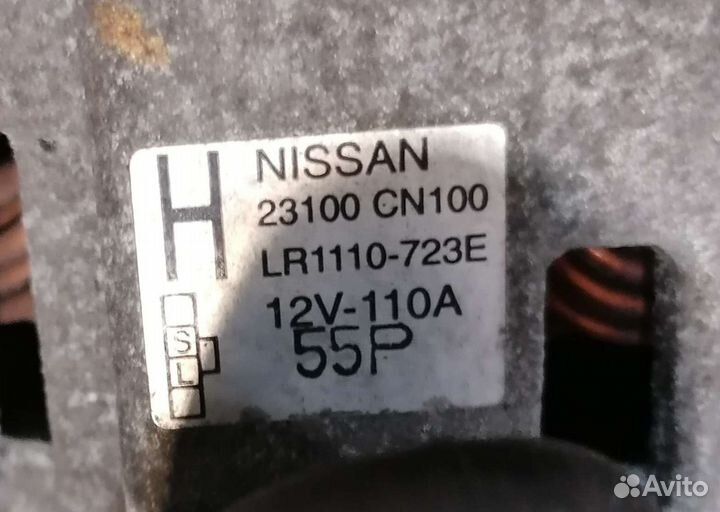 H
NISSAN
23100 CN100
LR1110-723E
12V-110A
55P
S
L
Avito